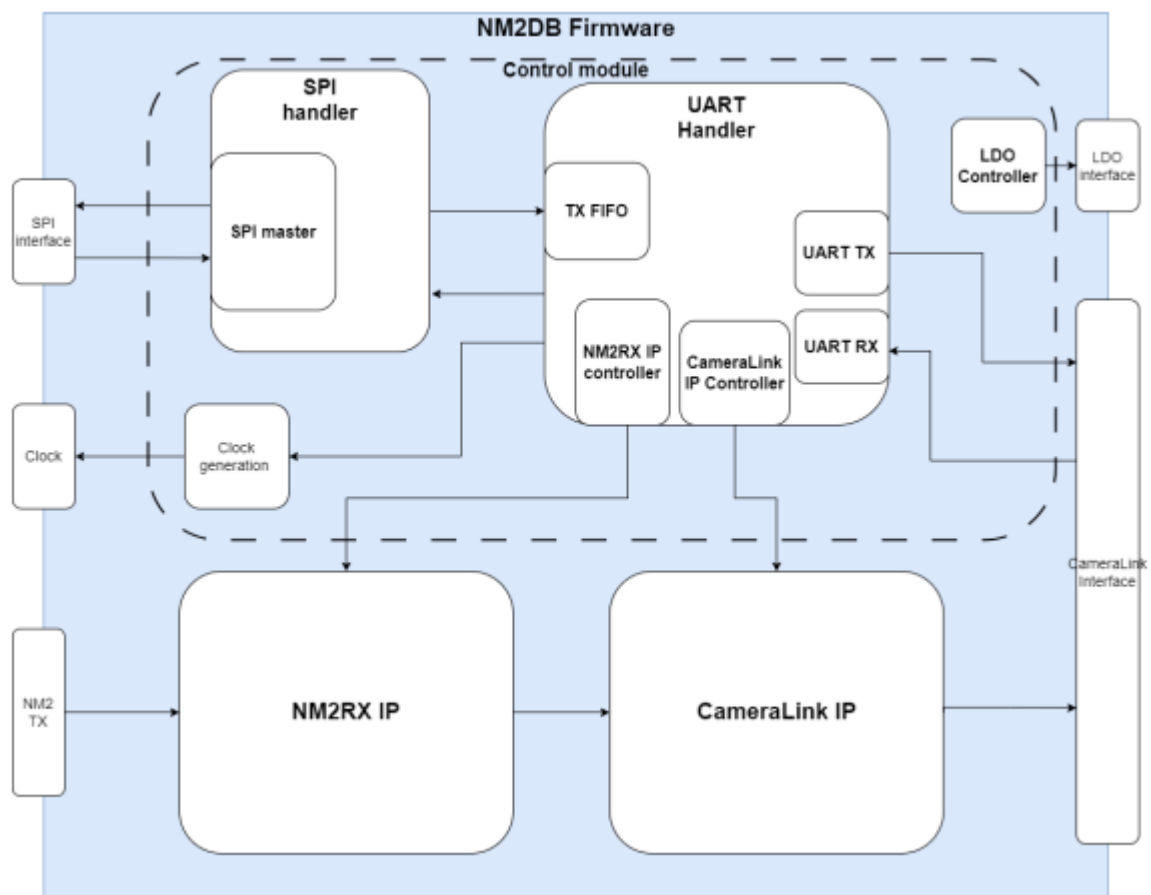 NM2DB Firmware
Control module
SPI
handler
UART
Handler
LDO
Controller
LDO
interface
TX FIFO
SPI
interface
SPI master
UART TX
NM2RX IP
controller
CameraLink
IP Controller
UART RX
Clock
Clock
generation
CameraLink
Interface
NM2
TX
NM2RX IP
CameraLink IP